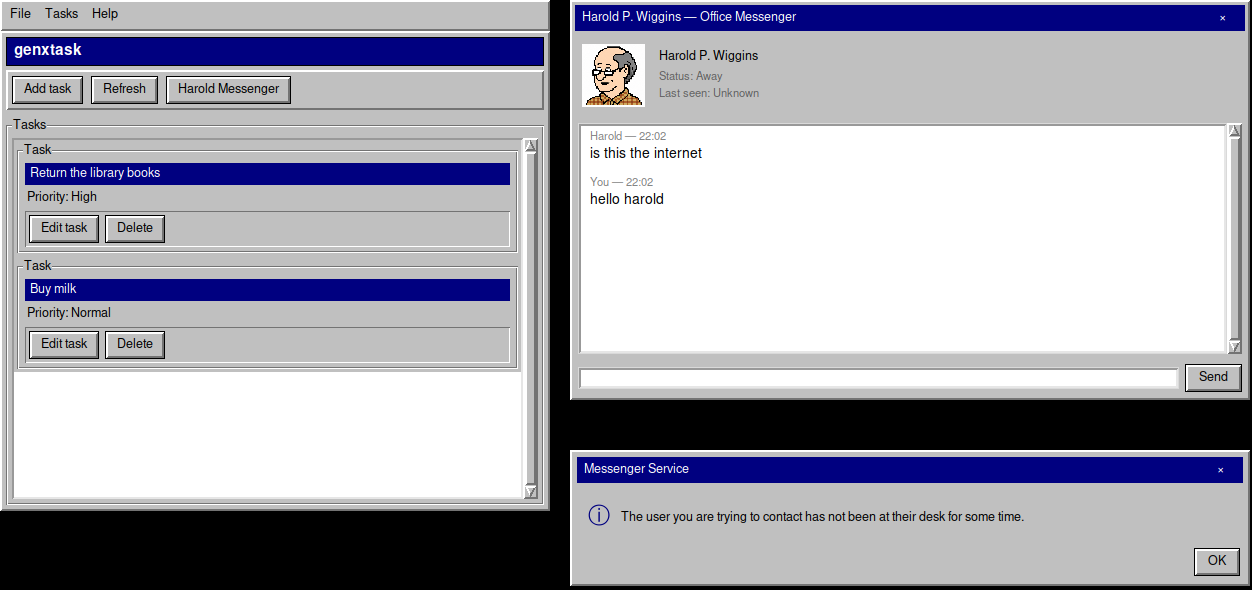 File Tasks Help
genxtask
Add task Refresh Harold Messenger
Tasks
Task
Return the library books
Priority: High
Edit task Delete
Task
Buy milk
Priority: Normal
Edit task Delete
Harold P. Wiggins — Office Messenger ×
Harold P. Wiggins
Status: Away
Last seen: Unknown
Harold — 22:02
is this the internet
You — 22:02
hello harold
Send
Messenger Service ×
The user you are trying to contact has not been at their desk for some time.
OK